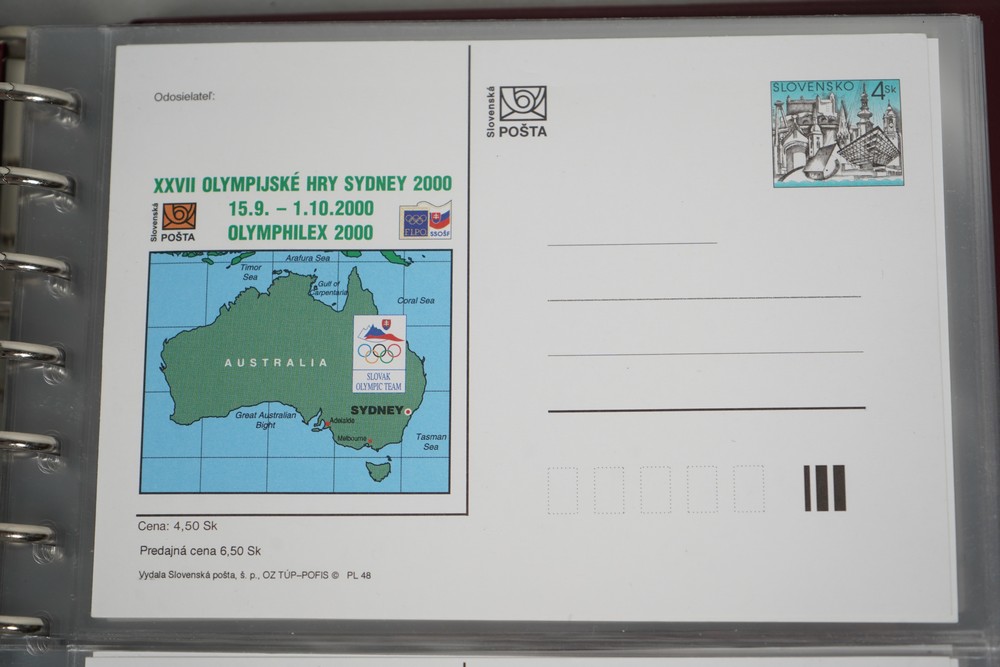 Odosielateľ:
XXVII OLYMPIJSKÉ HRY SYDNEY 2000
15.9. – 1.10.2000
OLYMPHILEX 2000
Slovenská
POŠTA
F.I.P.O.
SSOŠF
Timor
Sea
Arafura Sea
Gulf of
Carpentaria
Coral Sea
AUSTRALIA
SLOVAK
OLYMPIC TEAM
SYDNEY
Great Australian
Bight
Adelaide
Melbourne
Tasman
Sea
Cena: 4,50 Sk
Predajná cena 6,50 Sk
Vydala Slovenská pošta, š. p., OZ TÚP–POFIS © PL 48
Slovenská
POŠTA
SLOVENSKO 4 Sk